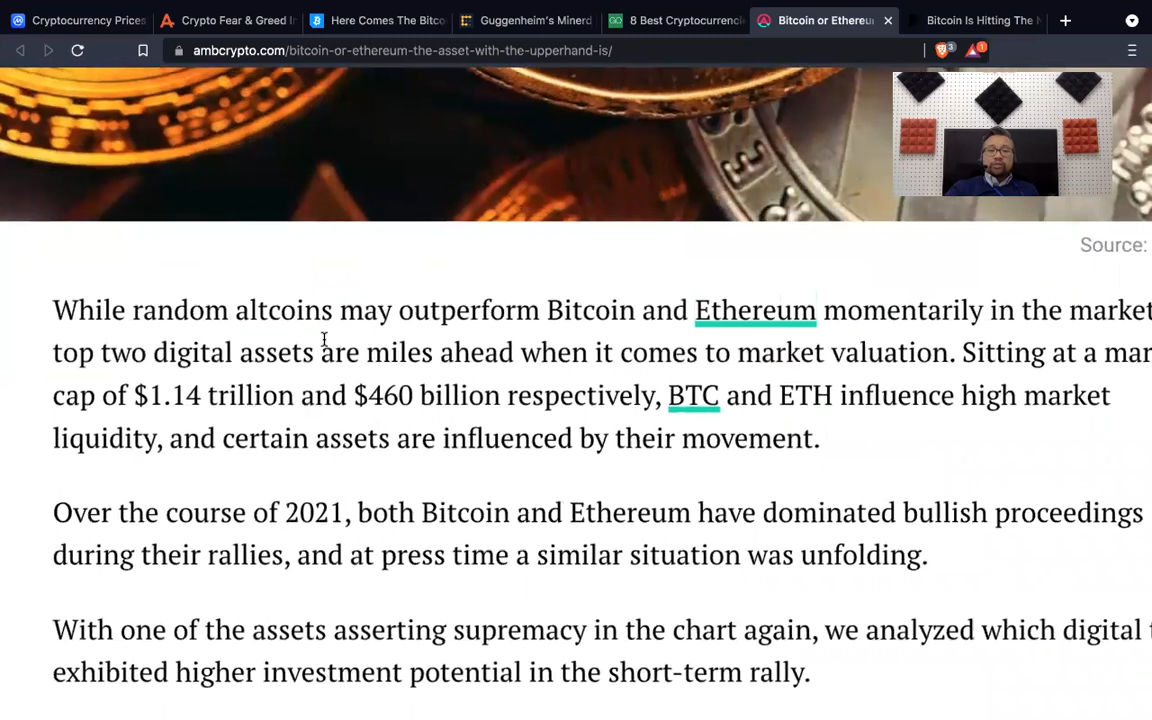 Cryptocurrency Prices
Crypto Fear & Greed I
Here Comes The Bitco
Guggenheim's Minerd
8 Best Cryptocurrenci
Bitcoin or Ethereu
Bitcoin Is Hitting The
ambcrypto.com/bitcoin-or-ethereum-the-asset-with-the-upperhand-is/
3
1
Source:
While random altcoins may outperform Bitcoin and Ethereum momentarily in the market
top two digital assets are miles ahead when it comes to market valuation. Sitting at a mar
cap of $1.14 trillion and $460 billion respectively, BTC and ETH influence high market
liquidity, and certain assets are influenced by their movement.
Over the course of 2021, both Bitcoin and Ethereum have dominated bullish proceedings
during their rallies, and at press time a similar situation was unfolding.
With one of the assets asserting supremacy in the chart again, we analyzed which digital
exhibited higher investment potential in the short-term rally.